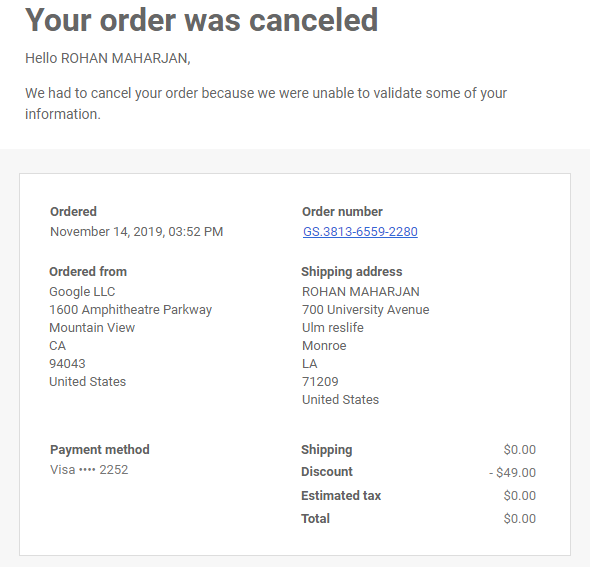 Your order was canceled
Hello ROHAN MAHARJAN,
We had to cancel your order because we were unable to validate some of your
information.
Ordered
November 14, 2019, 03:52 PM
Order number
GS.3813-6559-2280
Ordered from
Google LLC
1600 Amphitheatre Parkway
Mountain View
CA
94043
United States
Shipping address
ROHAN MAHARJAN
700 University Avenue
Ulm reslife
Monroe
LA
71209
United States
Payment method
Visa •••• 2252
Shipping $0.00
Discount - $49.00
Estimated tax $0.00
Total $0.00